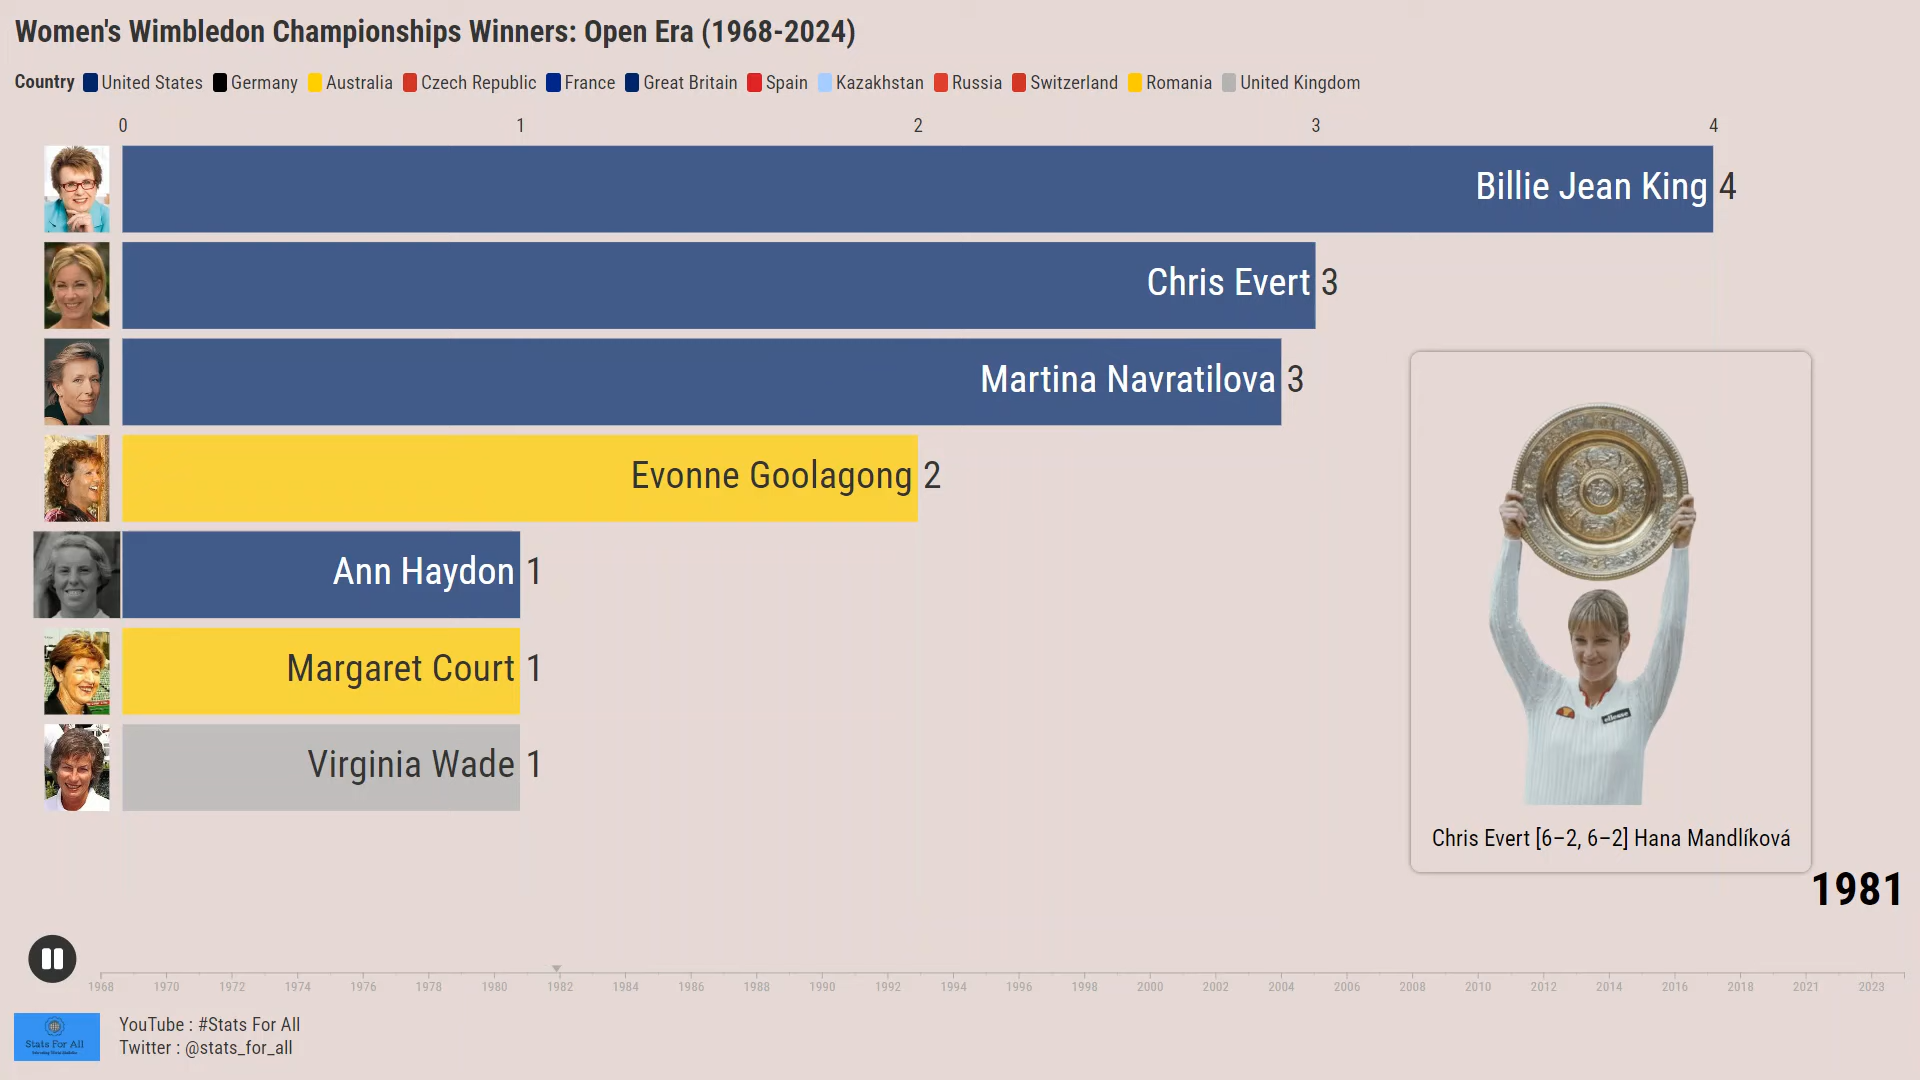 Women's Wimbledon Championships Winners: Open Era (1968-2024)
Country United States Germany Australia Czech Republic France Great Britain Spain Kazakhstan Russia Switzerland Romania United Kingdom
0 1 2 3 4
Billie Jean King 4
Chris Evert 3
Martina Navratilova 3
Evonne Goolagong 2
Ann Haydon 1
Margaret Court 1
Virginia Wade 1
ellesse
Chris Evert [6–2, 6–2] Hana Mandlíková
1981
1968 1970 1972 1974 1976 1978 1980 1982 1984 1986 1988 1990 1992 1994 1996 1998 2000 2002 2004 2006 2008 2010 2012 2014 2016 2018 2021 2023
Stats For All
YouTube : #Stats For All
Twitter : @stats_for_all